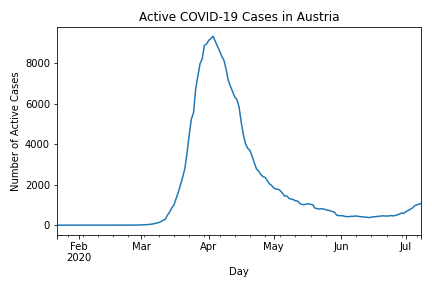 Active COVID-19 Cases in Austria
Number of Active Cases
8000
6000
4000
2000
0
Feb Mar Apr May Jun Jul
2020
Day